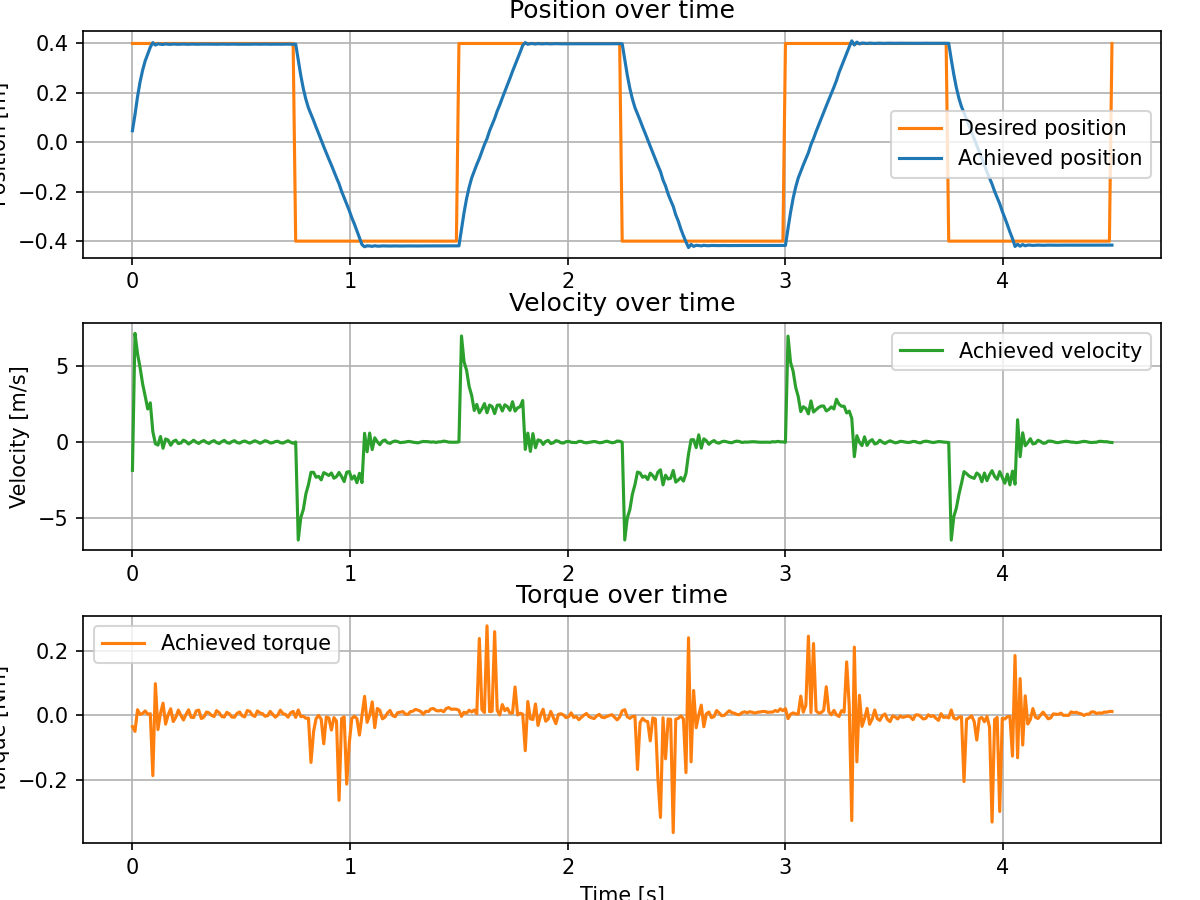 Position over time
0.4
0.2
0.0
−0.2
−0.4
Desired position
Achieved position
0 1 2 3 4
Velocity over time
Velocity [m/s]
5
0
−5
Achieved velocity
0 1 2 3 4
Torque over time
0.2
0.0
−0.2
Achieved torque
0 1 2 3 4
Time [s]